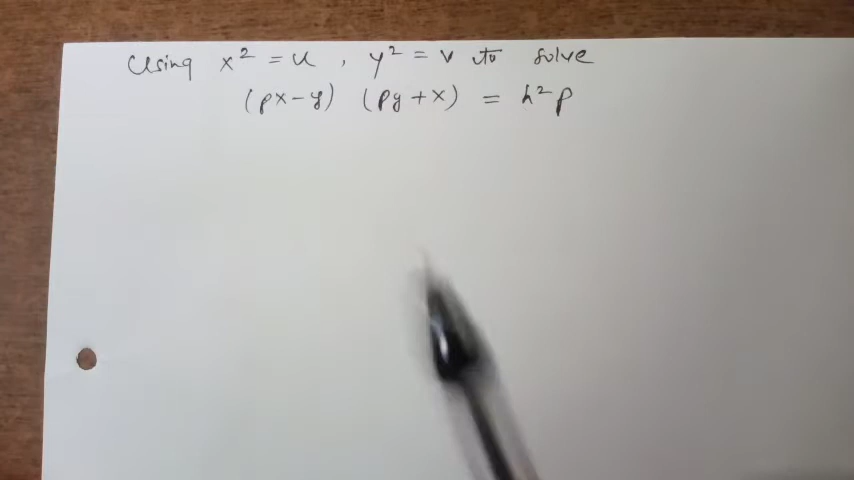 Using x² = u, y² = v to solve
(px-y) (py+x) = h²p